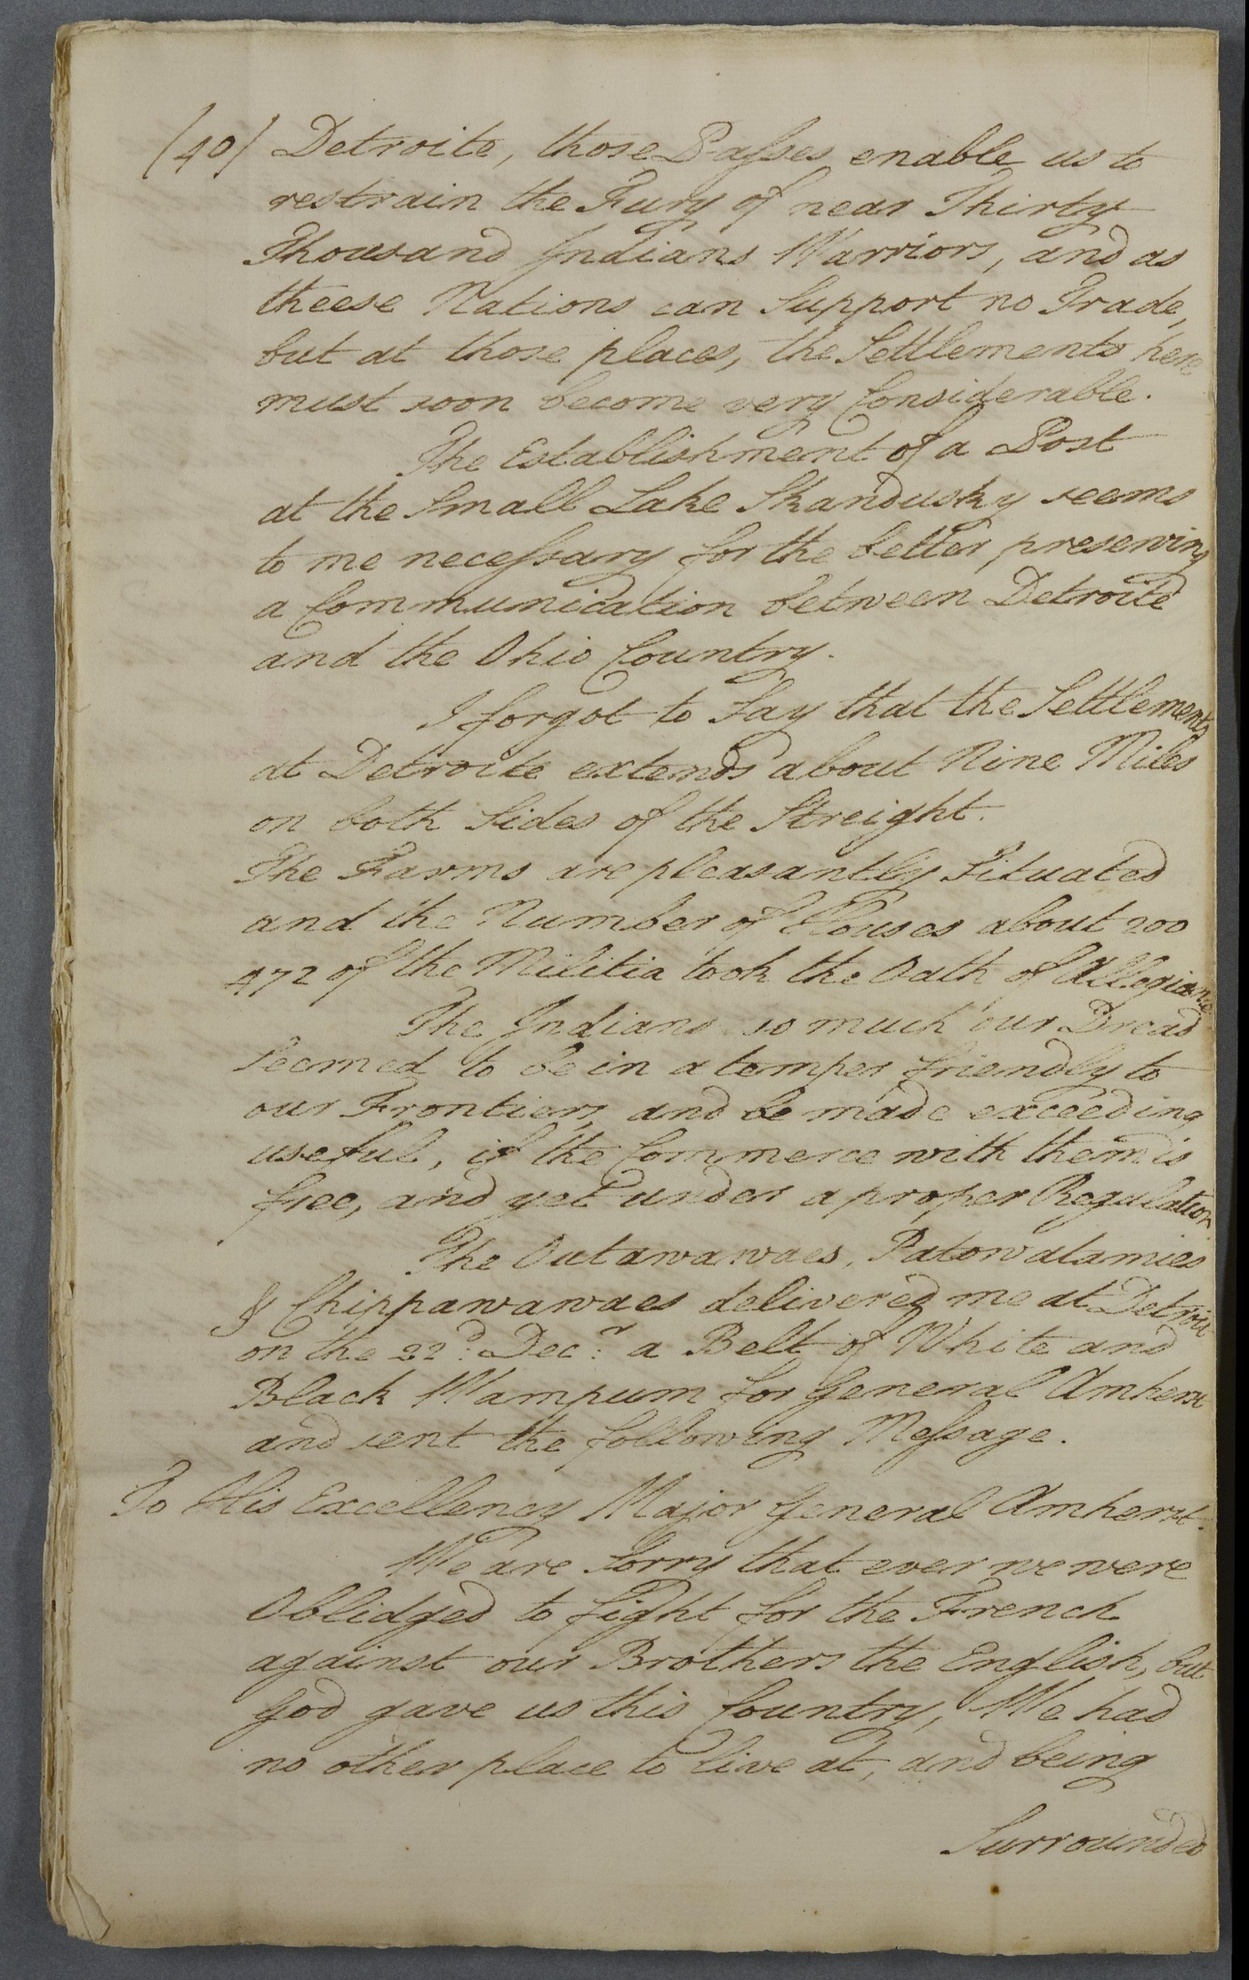 (40) Detroite, those Passes enable us to
restrain the Fury of near Thirty
Thousand Indians Warriors, and as
theese Nations can Support no Trade,
but at those places, the Settlements here
must soon become very Considerable.
The Establishment of a Post
at the Small Lake Skandusky seems
to me necessary for the better preserving
a Communication between Detroite
and the Ohio Country.
I forgot to Say that the Settlements
at Detroite extends about Nine Miles
on both Sides of the Streight.
The Farms are pleasantly Situated
and the Number of Houses about 200
472 of the Militia took the Oath of Allegiance
The Indians so much our Dread
Seemed to be in a temper friendly to
our Frontiers, and be made exceeding
useful, if the Commerce with them is
free, and yet under a proper Regulation.
The Outawawaes, Patowatamies
& Chippawawaes delivered me at Detroit
on the 22d: Decr: a Belt of White and
Black Wampum for General Amherst
and sent the following Message.
To His Excellency Major General Amherst.
We are Sorry that ever we were
Oblidged to fight for the French
against our Brothers the English, but
God gave us this Country, We had
no other place to live at, and being
Surrounded